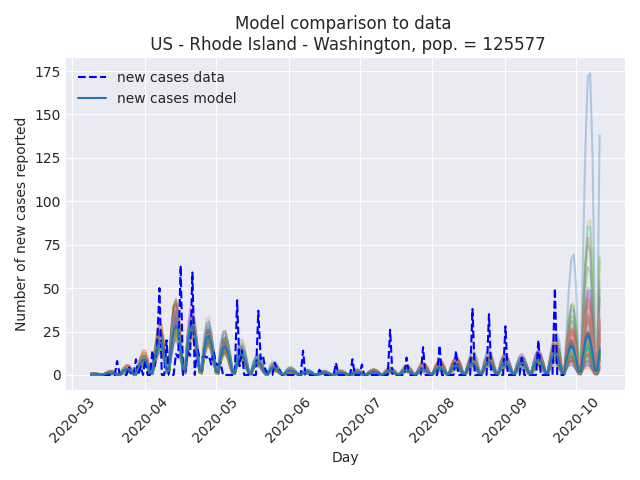 Model comparison to data
US - Rhode Island - Washington, pop. = 125577
new cases data
new cases model
Number of new cases reported
175
150
125
100
75
50
25
0
2020-03
2020-04
2020-05
2020-06
2020-07
2020-08
2020-09
2020-10
Day